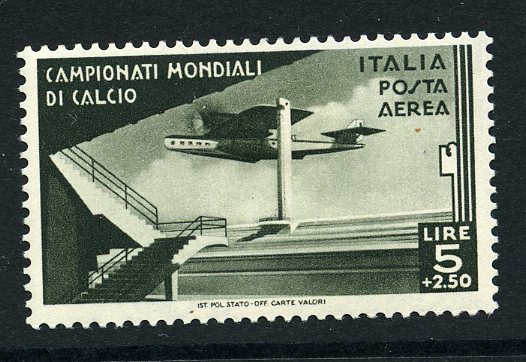 CAMPIONATI MONDIALI
DI CALCIO
ITALIA
POSTA
AEREA
LIRE
5
+2.50
IST. POL. STATO - OFF. CARTE VALORI